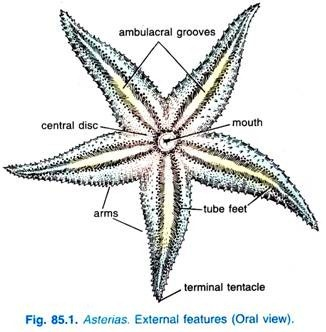 ambulacral grooves
central disc
mouth
arms
tube feet
terminal tentacle
Fig. 85.1. Asterias. External features (Oral view).